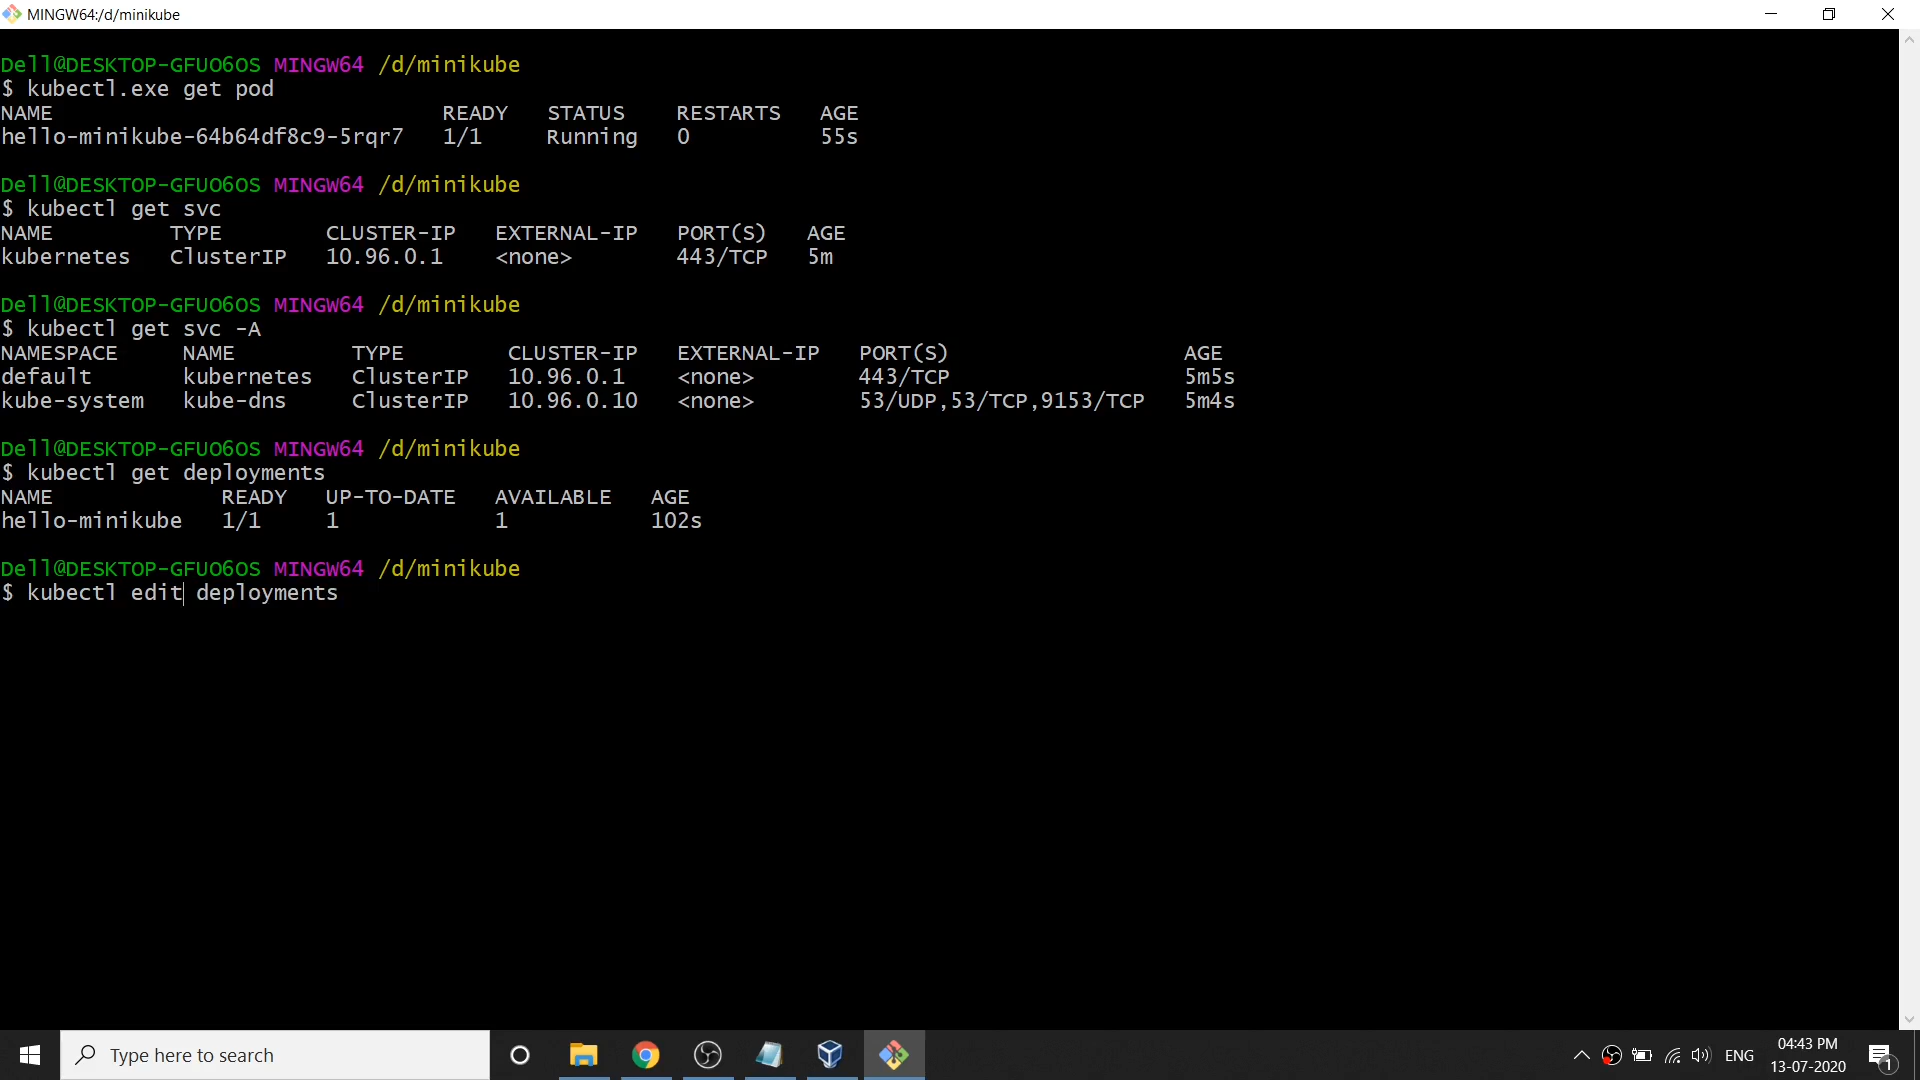 MINGW64:/d/minikube
Dell@DESKTOP-GFUO6OS MINGW64 /d/minikube
$ kubectl.exe get pod
NAME READY STATUS RESTARTS AGE
hello-minikube-64b64df8c9-5rqr7 1/1 Running 0 55s
Dell@DESKTOP-GFUO6OS MINGW64 /d/minikube
$ kubectl get svc
NAME TYPE CLUSTER-IP EXTERNAL-IP PORT(S) AGE
kubernetes ClusterIP 10.96.0.1 <none> 443/TCP 5m
Dell@DESKTOP-GFUO6OS MINGW64 /d/minikube
$ kubectl get svc -A
NAMESPACE NAME TYPE CLUSTER-IP EXTERNAL-IP PORT(S) AGE
default kubernetes ClusterIP 10.96.0.1 <none> 443/TCP 5m5s
kube-system kube-dns ClusterIP 10.96.0.10 <none> 53/UDP,53/TCP,9153/TCP 5m4s
Dell@DESKTOP-GFUO6OS MINGW64 /d/minikube
$ kubectl get deployments
NAME READY UP-TO-DATE AVAILABLE AGE
hello-minikube 1/1 1 1 102s
Dell@DESKTOP-GFUO6OS MINGW64 /d/minikube
$ kubectl edit deployments
Type here to search
ENG
04:43 PM
13-07-2020
1